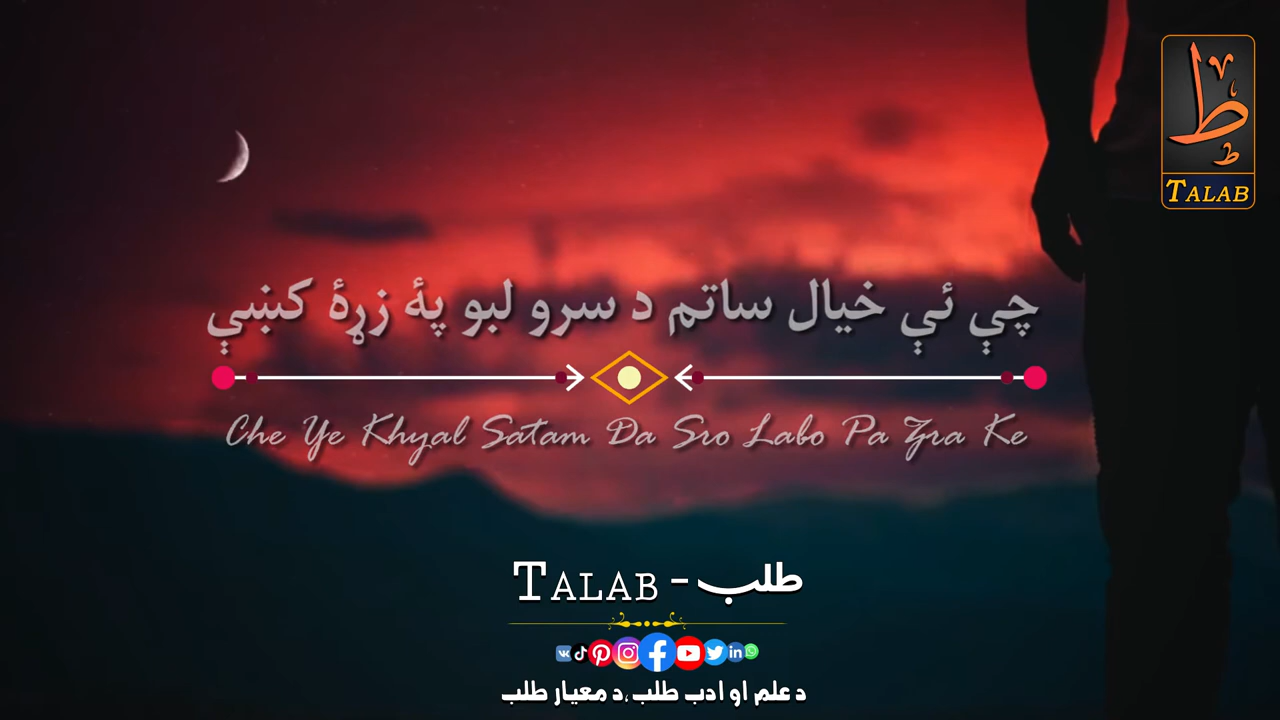 TALAB
چې ئې خيال ساتم د سرو لبو پۀ زړۀ کښې
Che Ye Khyal Satam Da Sro Labo Pa Zra Ke
TALAB - طلب
د علم او ادب طلب ،د معيار طلب